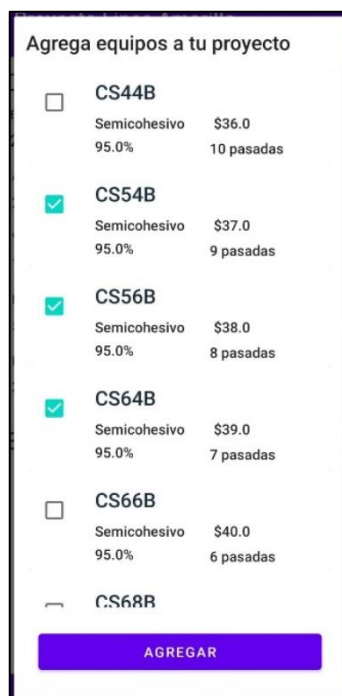 Agrega equipos a tu proyecto
CS44B
Semicohesivo $36.0
95.0% 10 pasadas
CS54B
Semicohesivo $37.0
95.0% 9 pasadas
CS56B
Semicohesivo $38.0
95.0% 8 pasadas
CS64B
Semicohesivo $39.0
95.0% 7 pasadas
CS66B
Semicohesivo $40.0
95.0% 6 pasadas
CS68B
AGREGAR